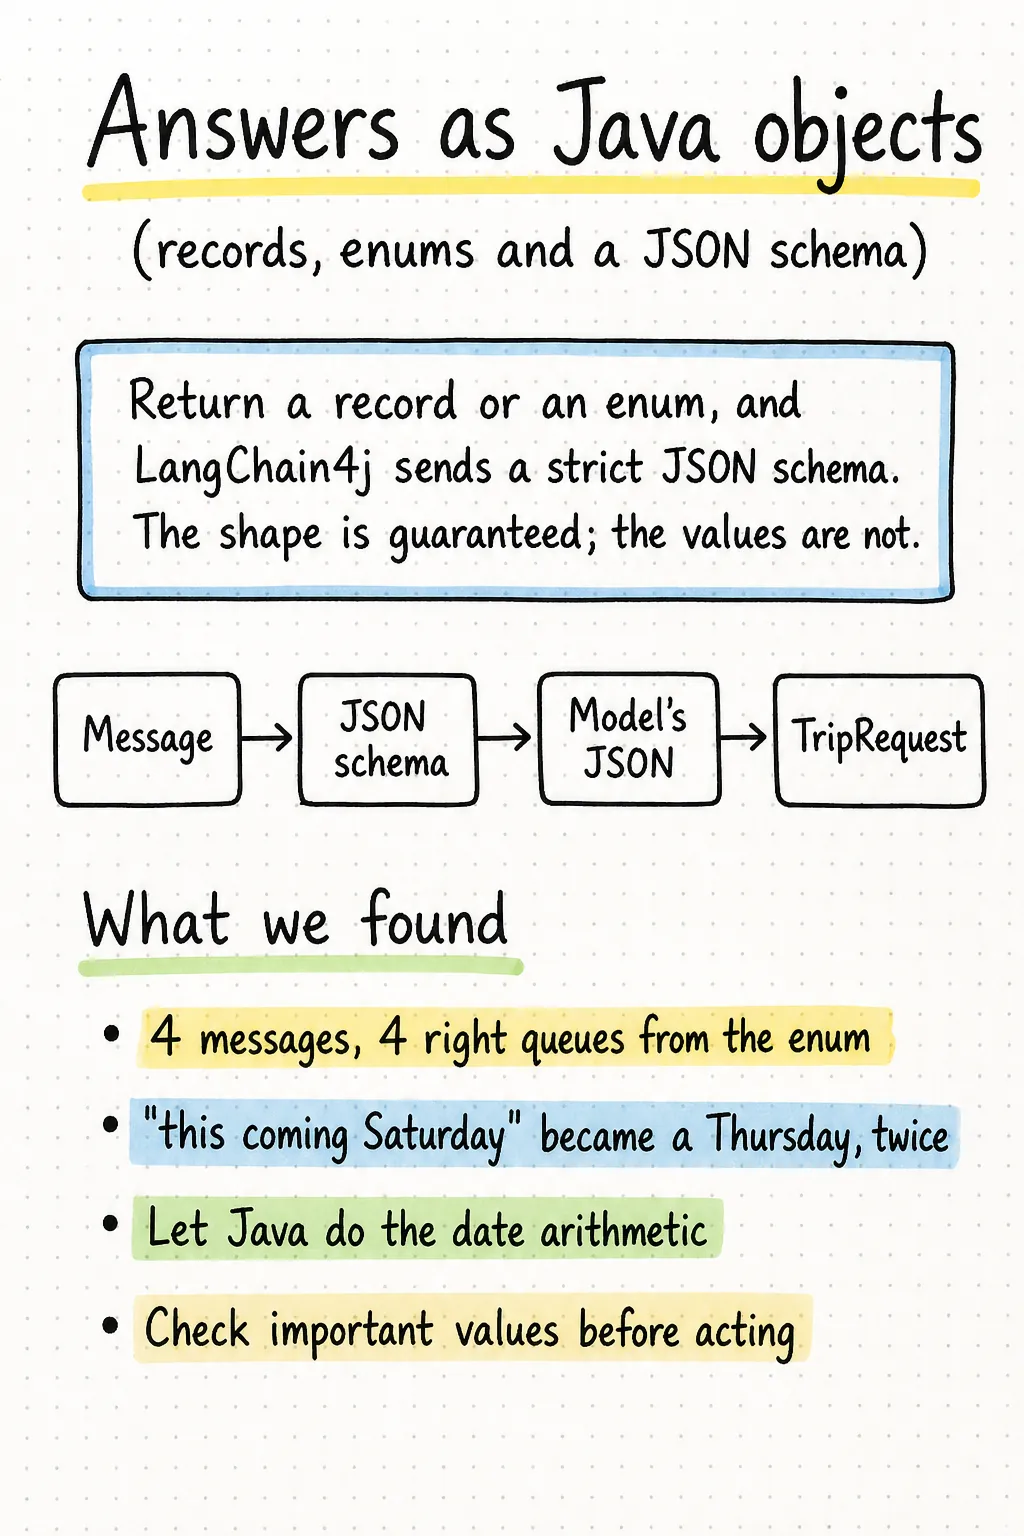 Answers as Java objects
(records, enums and a JSON schema)
Return a record or an enum, and
LangChain4j sends a strict JSON schema.
The shape is guaranteed; the values are not.
Message
JSON
schema
Model's
JSON
TripRequest
What we found
• 4 messages, 4 right queues from the enum
• "this coming Saturday" became a Thursday, twice
• Let Java do the date arithmetic
• Check important values before acting